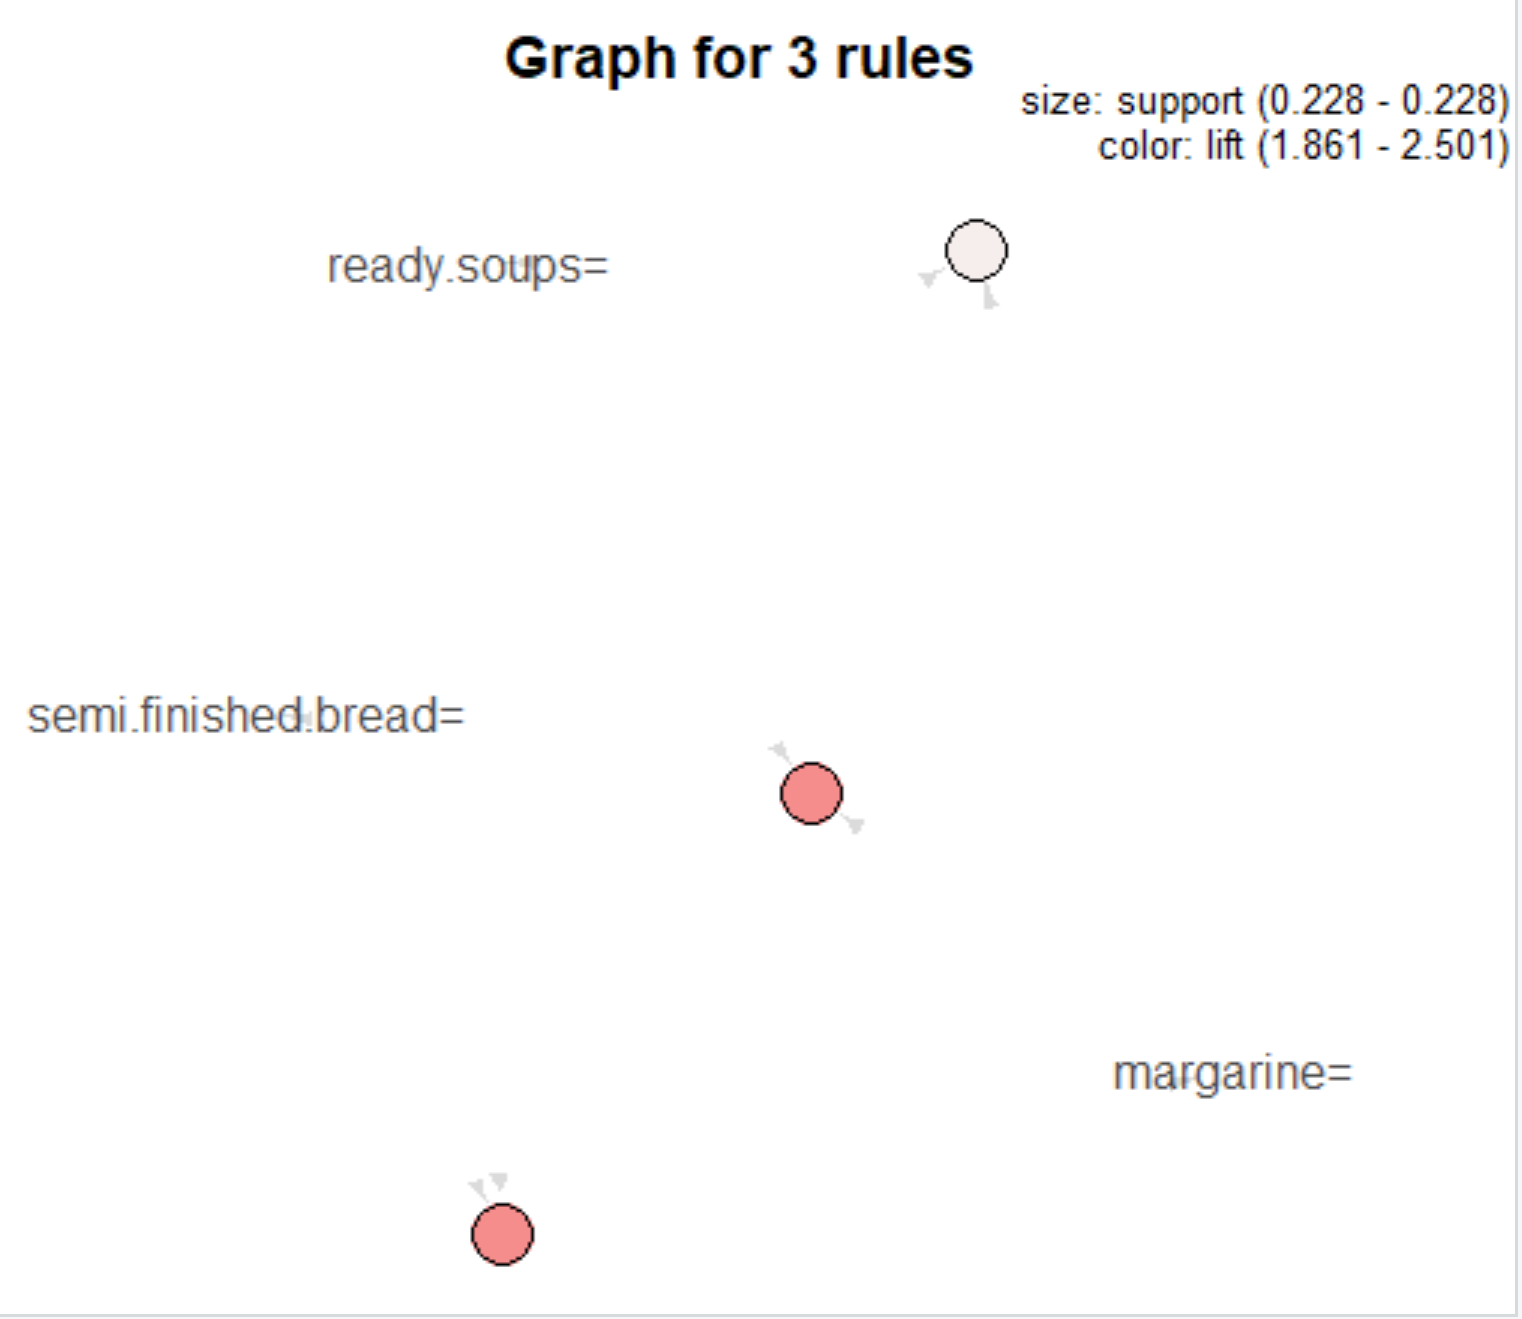 Graph for 3 rules
size: support (0.228 - 0.228)
color: lift (1.861 - 2.501)
ready.soups=
semi.finished.bread=
margarine=